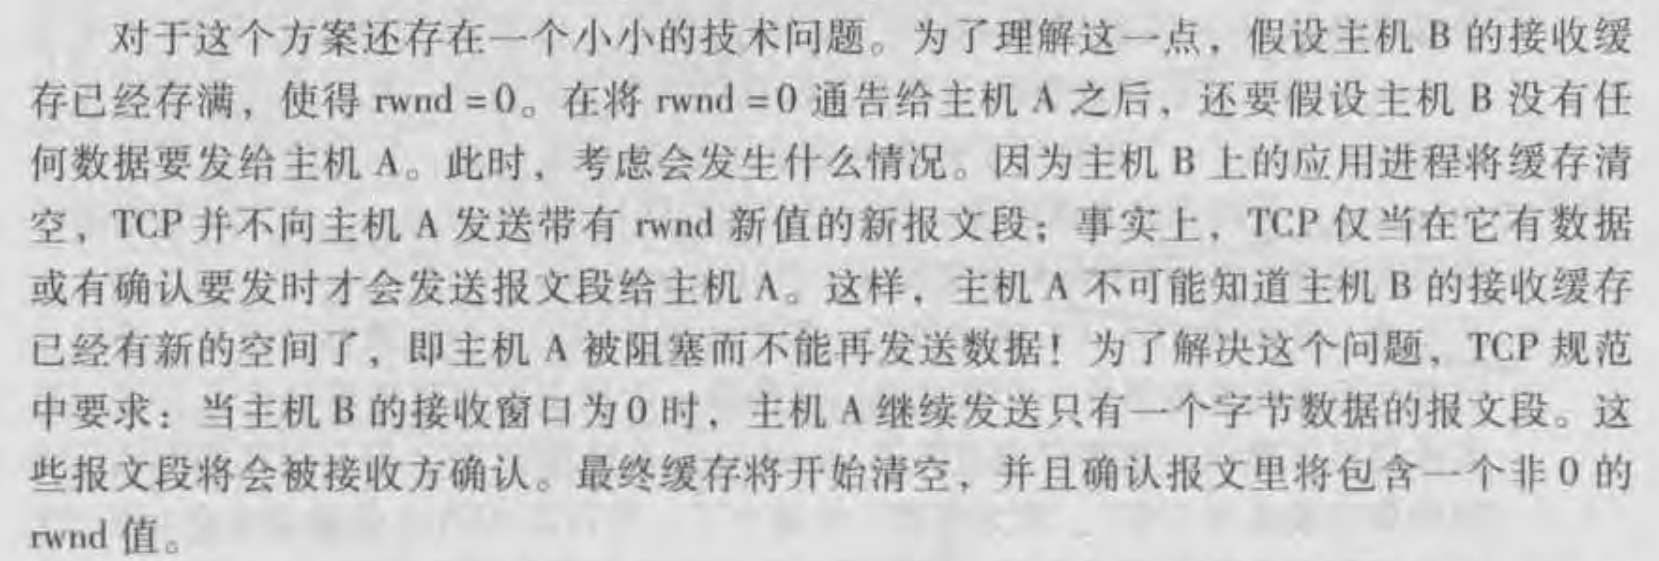 对于这个方案还存在一个小小的技术问题。为了理解这一点，假设主机 B 的接收缓
存已经存满，使得 rwnd = 0。在将 rwnd = 0 通告给主机 A 之后，还要假设主机 B 没有任
何数据要发给主机 A。此时，考虑会发生什么情况。因为主机 B 上的应用进程将缓存清
空，TCP 并不向主机 A 发送带有 rwnd 新值的新报文段；事实上，TCP 仅当在它有数据
或有确认要发时才会发送报文段给主机 A。这样，主机 A 不可能知道主机 B 的接收缓存
已经有新的空间了，即主机 A 被阻塞而不能再发送数据！为了解决这个问题，TCP 规范
中要求：当主机 B 的接收窗口为 0 时，主机 A 继续发送只有一个字节数据的报文段。这
些报文段将会被接收方确认。最终缓存将开始清空，并且确认报文里将包含一个非 0 的
rwnd 值。